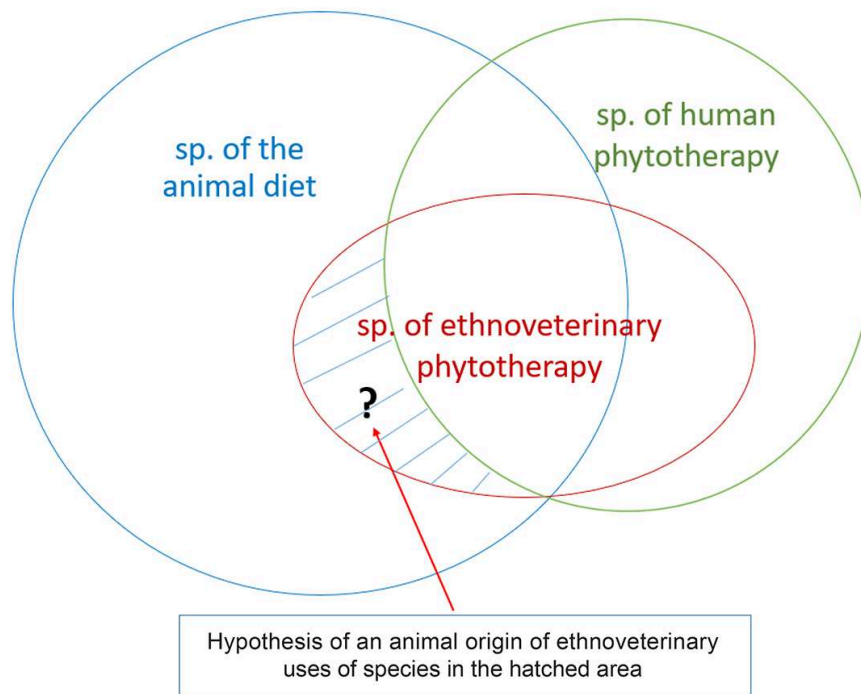 sp. of the
animal diet
sp. of human
phytotherapy
sp. of ethnoveterinary
phytotherapy
?
Hypothesis of an animal origin of ethnoveterinary
uses of species in the hatched area